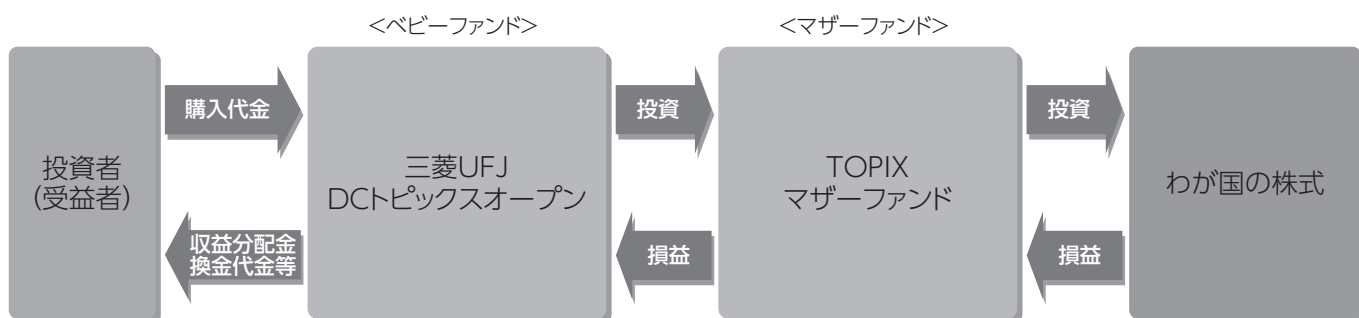 <ベビーファンド>
<マザーファンド>
購入代金
投資
投資
投資者
(受益者)
三菱UFJ
DCトピックスオープン
TOPIX
マザーファンド
わが国の株式
収益分配金
換金代金等
損益
損益